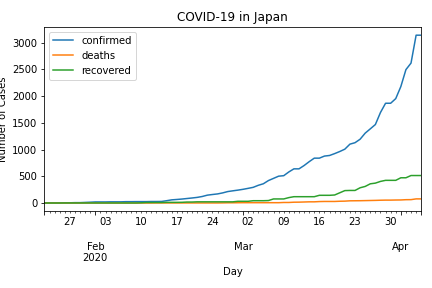 COVID-19 in Japan
confirmed
deaths
recovered
3000
2500
2000
1500
1000
500
0
Number of Cases
27 03 10 17 24 02 09 16 23 30
Feb Mar Apr
2020
Day